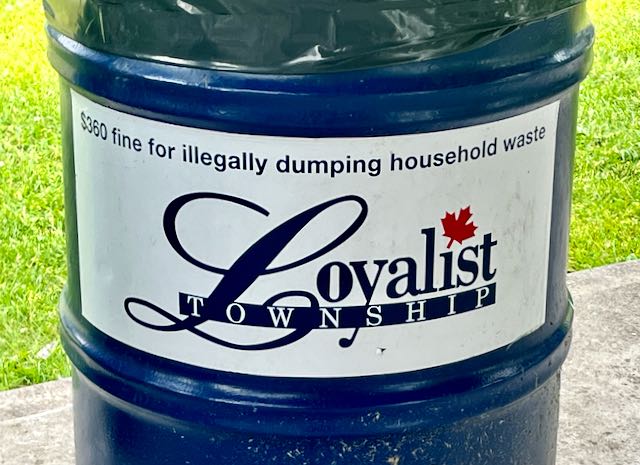 $360 fine for illegally dumping household waste
Loyalist
TOWNSHIP